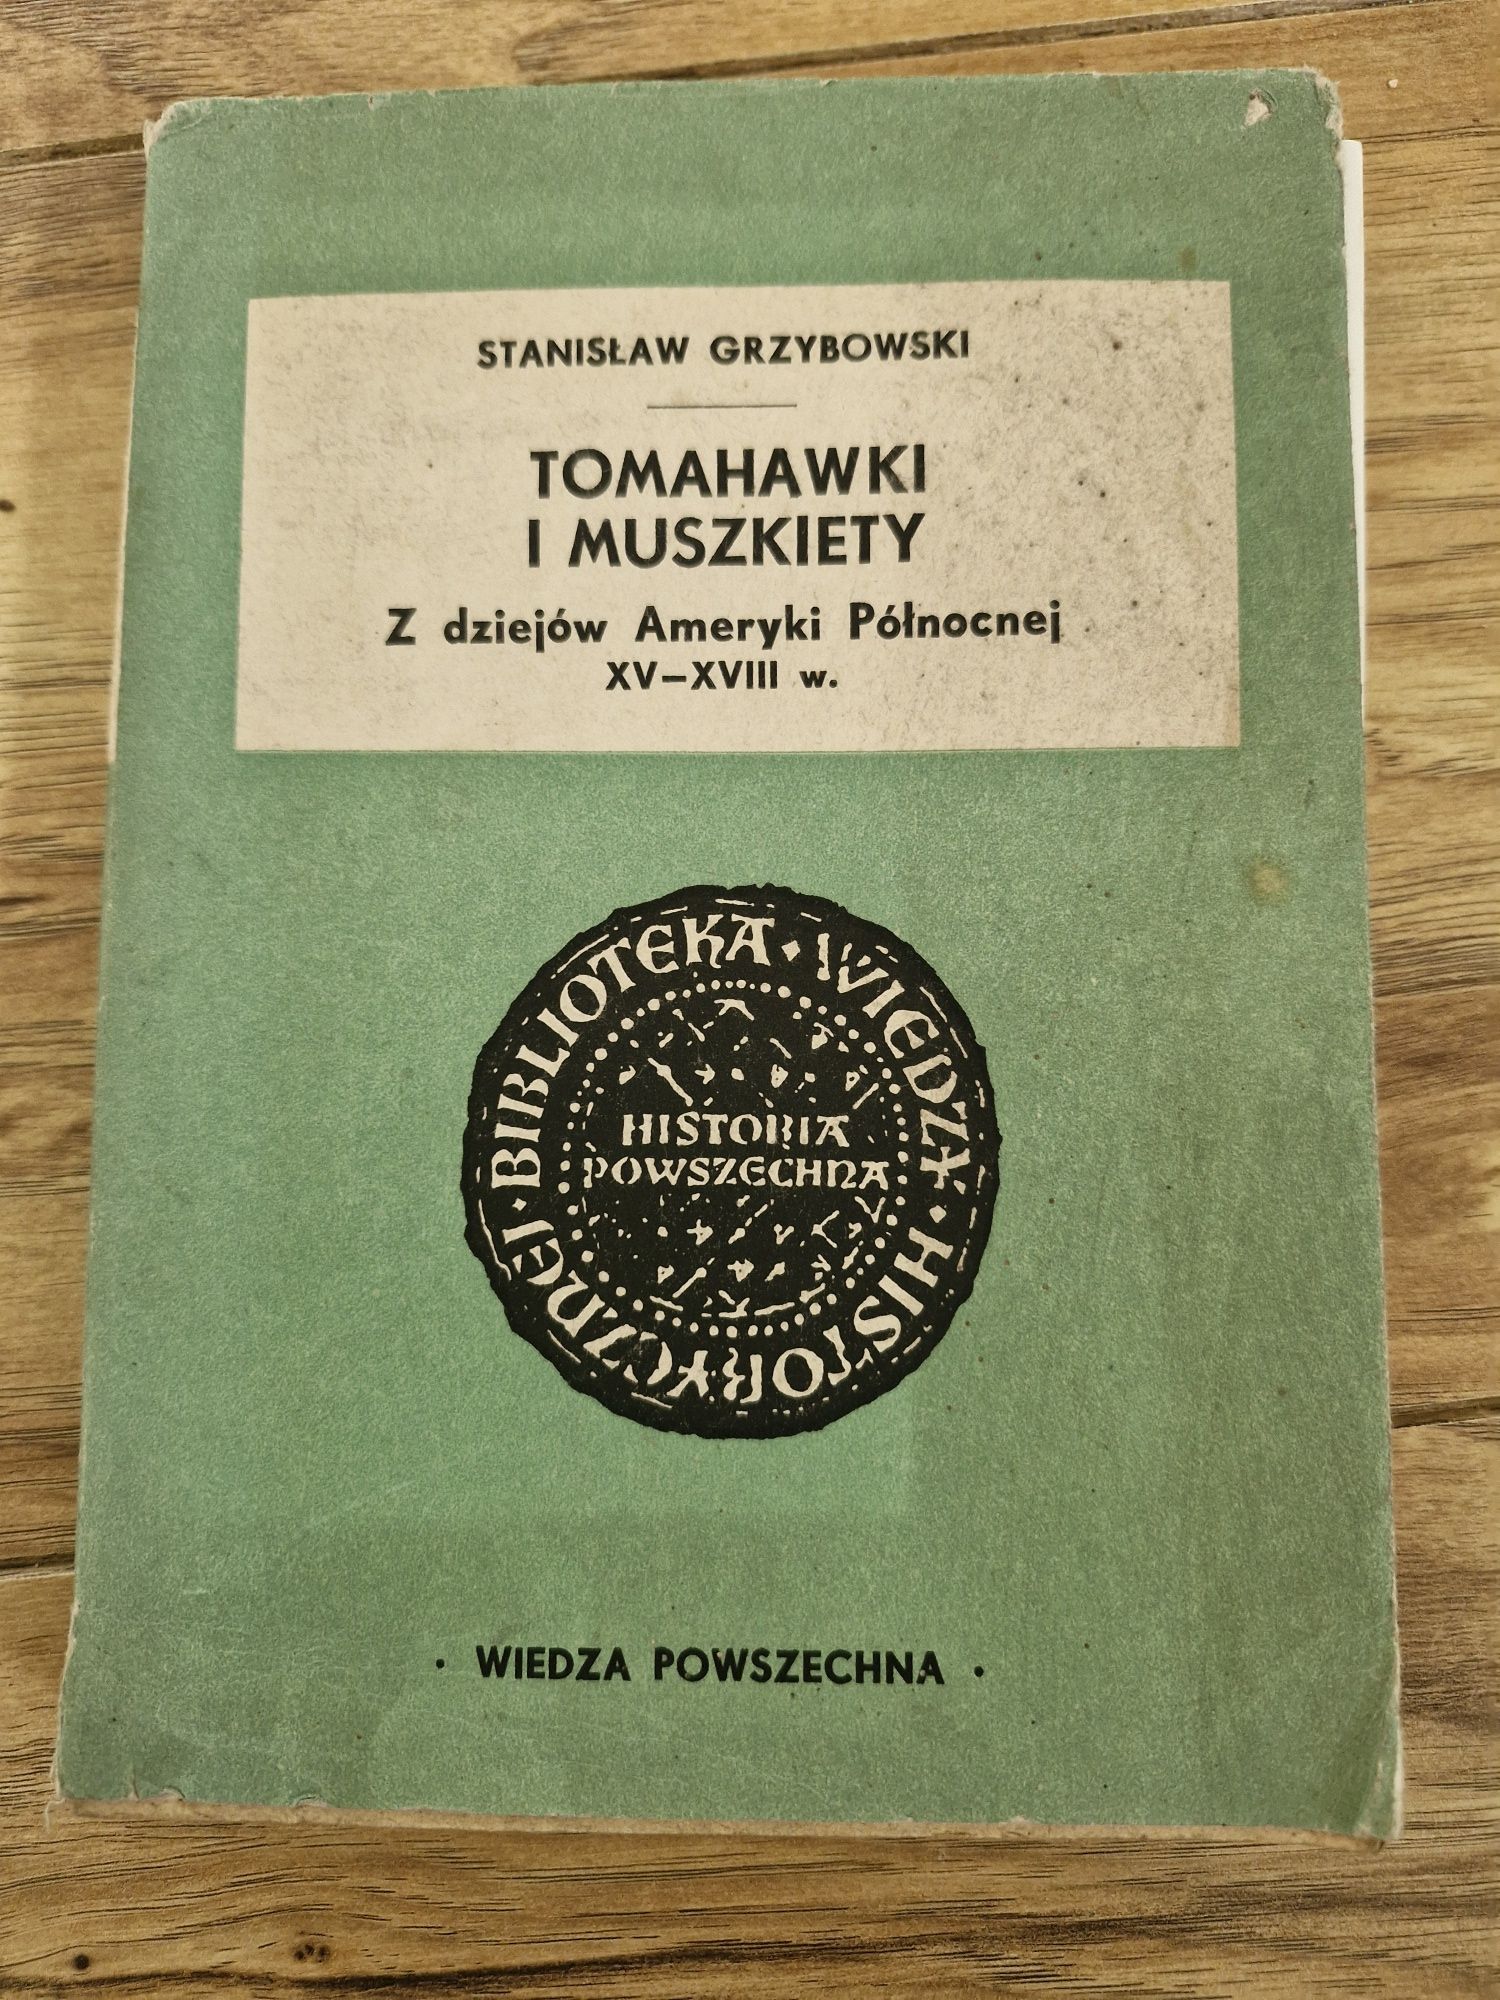 STANISŁAW GRZYBOWSKI
TOMAHAWKI
I MUSZKIETY
Z dziejów Ameryki Północnej
XV–XVIII w.
BIBLIOTEKA · WIEDZY · HISTORYCZNEJ ·
HISTORIA
POWSZECHNA
· WIEDZA POWSZECHNA ·